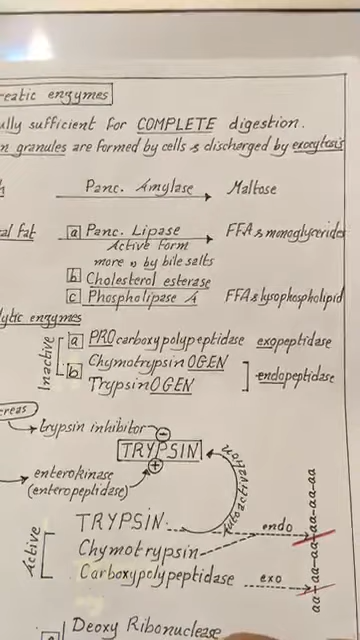 reatic enzymes
ully sufficient for COMPLETE digestion.
n granules are formed by cells & discharged by exocytosis
h Panc. Amylase Maltose
al fat a Panc. Lipase FFA & monoglycerides
Active form
more by bile salts
b Cholesterol esterase
c Phospholipase A FFA & lysophospholipid
lytic enzymes
Inactive
a PROcarboxypolypeptidase exopeptidase
b ChymotrypsinOGEN
TrypsinOGEN
endopeptidase
reas
trypsin inhibitor -
TRYPSIN
+
Autoactivation
enterokinase
(enteropeptidase)
Active
TRYPSIN endo
Chymotrypsin
Carboxypolypeptidase exo
aa-aa-aa-aa-aa-aa
Deoxy Ribonuclease